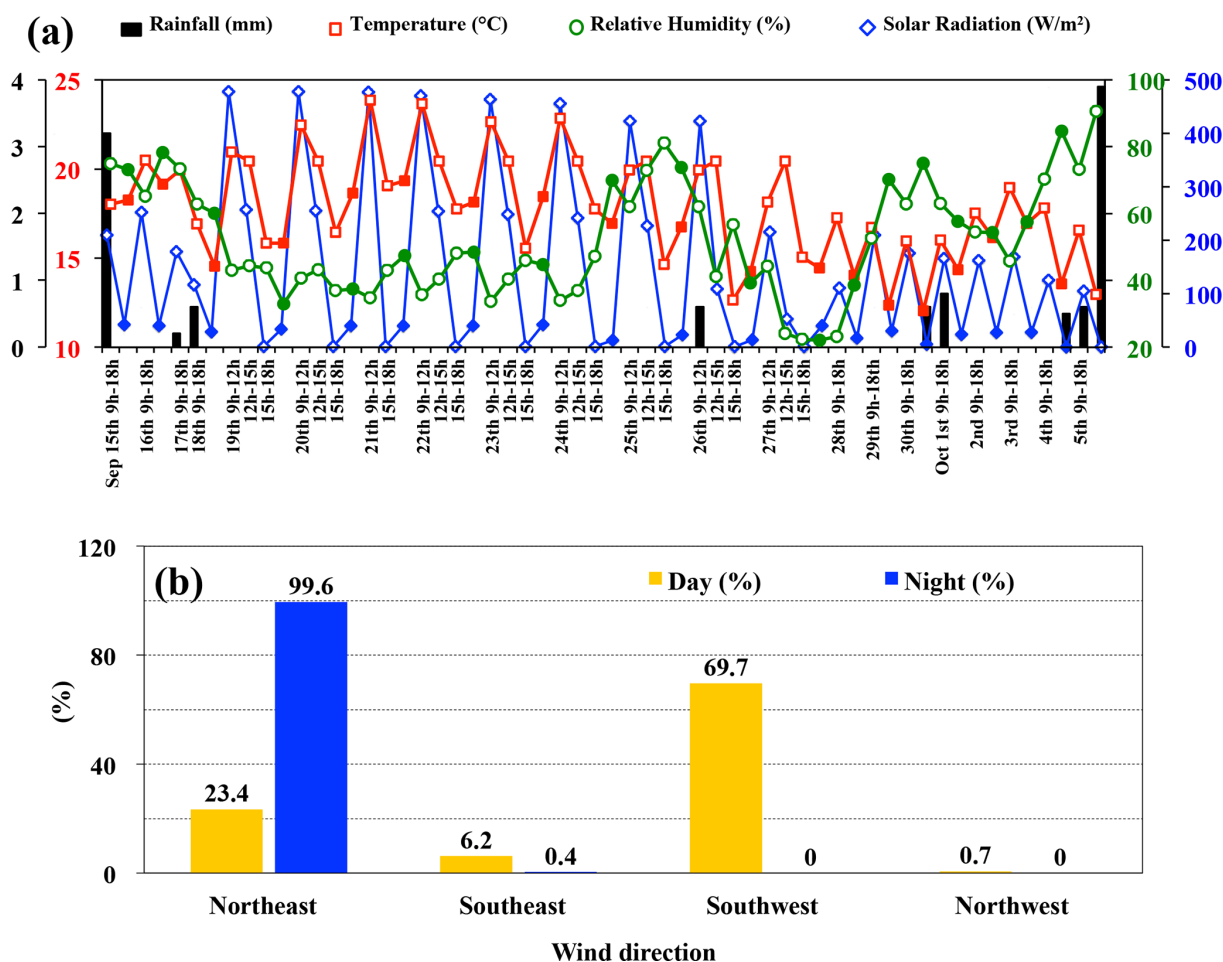 (a) Rainfall (mm) Temperature (°C) Relative Humidity (%) Solar Radiation (W/m²)
4 25 100 500
400
3 20 80
300
2 60
200
15
1 40
100
0 10 20 0
Sep 15th 9h-18h
16th 9h-18h
17th 9h-18h
18th 9h-18h
19th 9h-12h
12h-15h
15h-18h
20th 9h-12h
12h-15h
15h-18h
21th 9h-12h
12h-15h
15h-18h
22th 9h-12h
12h-15h
15h-18h
23th 9h-12h
12h-15h
15h-18h
24th 9h-12h
12h-15h
15h-18h
25th 9h-12h
12h-15h
15h-18h
26th 9h-12h
12h-15h
15h-18h
27th 9h-12h
12h-15h
15h-18h
28th 9h-18h
29th 9h-18th
30th 9h-18h
Oct 1st 9h-18h
2nd 9h-18h
3rd 9h-18h
4th 9h-18h
5th 9h-18h
(b) Day (%) Night (%)
120
80
40
0
(%)
23.4
99.6
6.2
0.4
69.7
0
0.7
0
Northeast Southeast Southwest Northwest
Wind direction